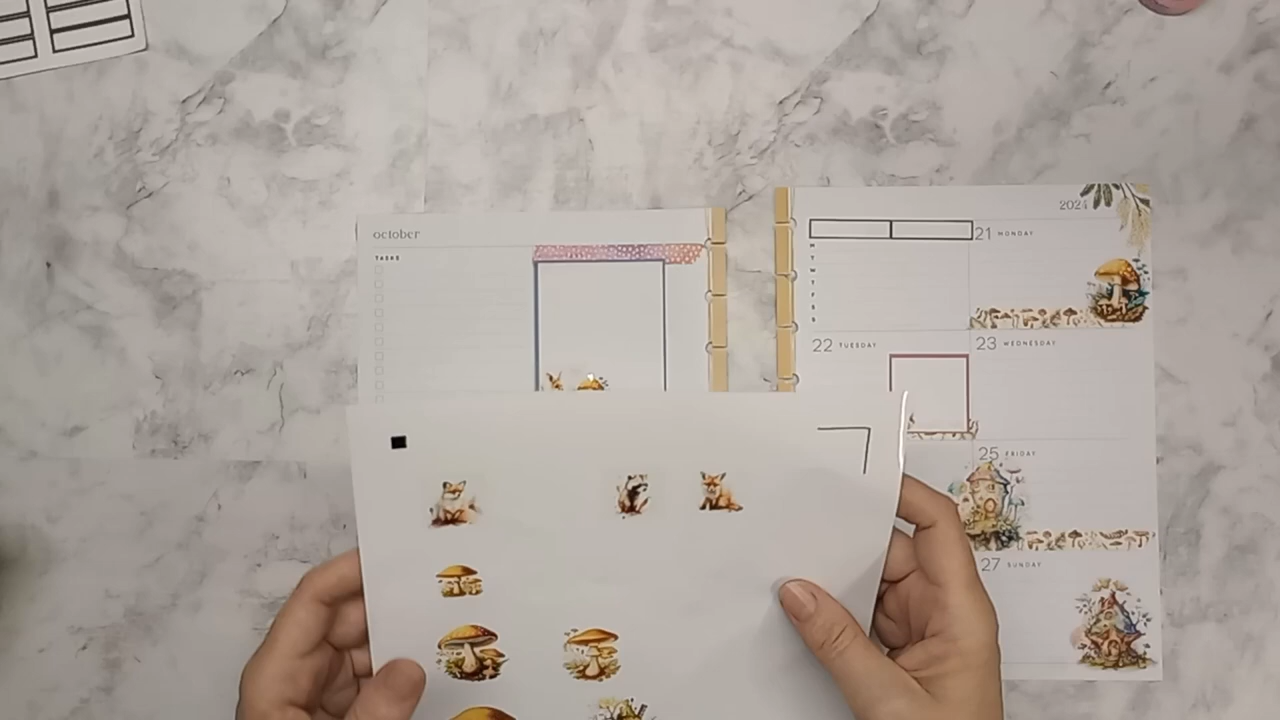 october
TASKS
2024
M
T
W
T
F
S
S
21 MONDAY
22 TUESDAY
23 WEDNESDAY
25 FRIDAY
27 SUNDAY